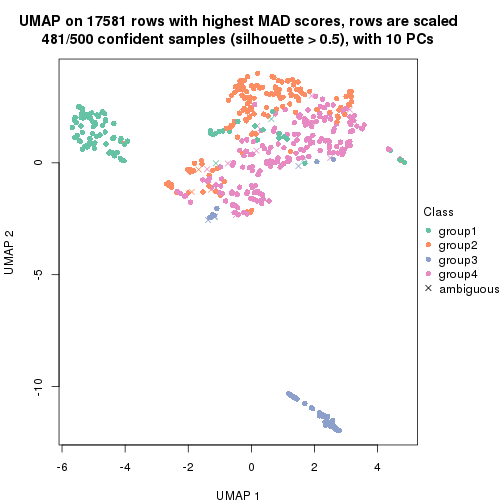 UMAP on 17581 rows with highest MAD scores, rows are scaled
481/500 confident samples (silhouette > 0.5), with 10 PCs
0
-5
-10
UMAP 2
-6
-4
-2
0
2
4
UMAP 1
Class
group1
group2
group3
group4
ambiguous